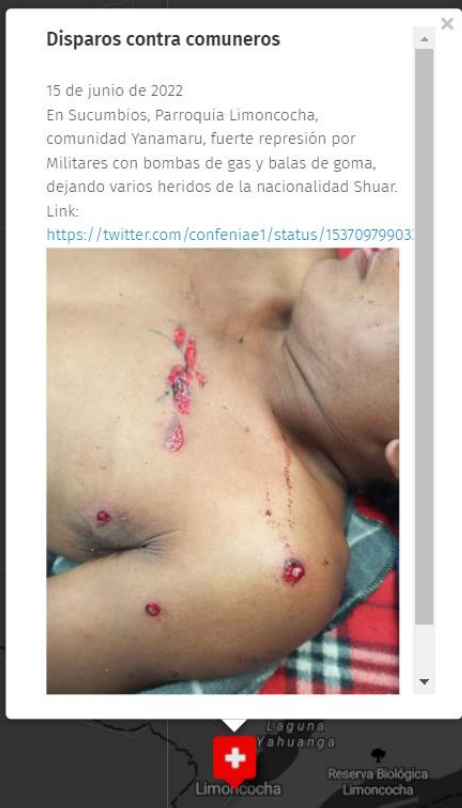 Disparos contra comuneros
15 de junio de 2022
En Sucumbios, Parroquia Limoncocha,
comunidad Yanamaru, fuerte represión por
Militares con bombas de gas y balas de goma,
dejando varios heridos de la nacionalidad Shuar.
Link:
https://twitter.com/confeniae1/status/153709799033
Laguna
Yahuanga
Limoncocha
Reserva Biológica
Limoncocha